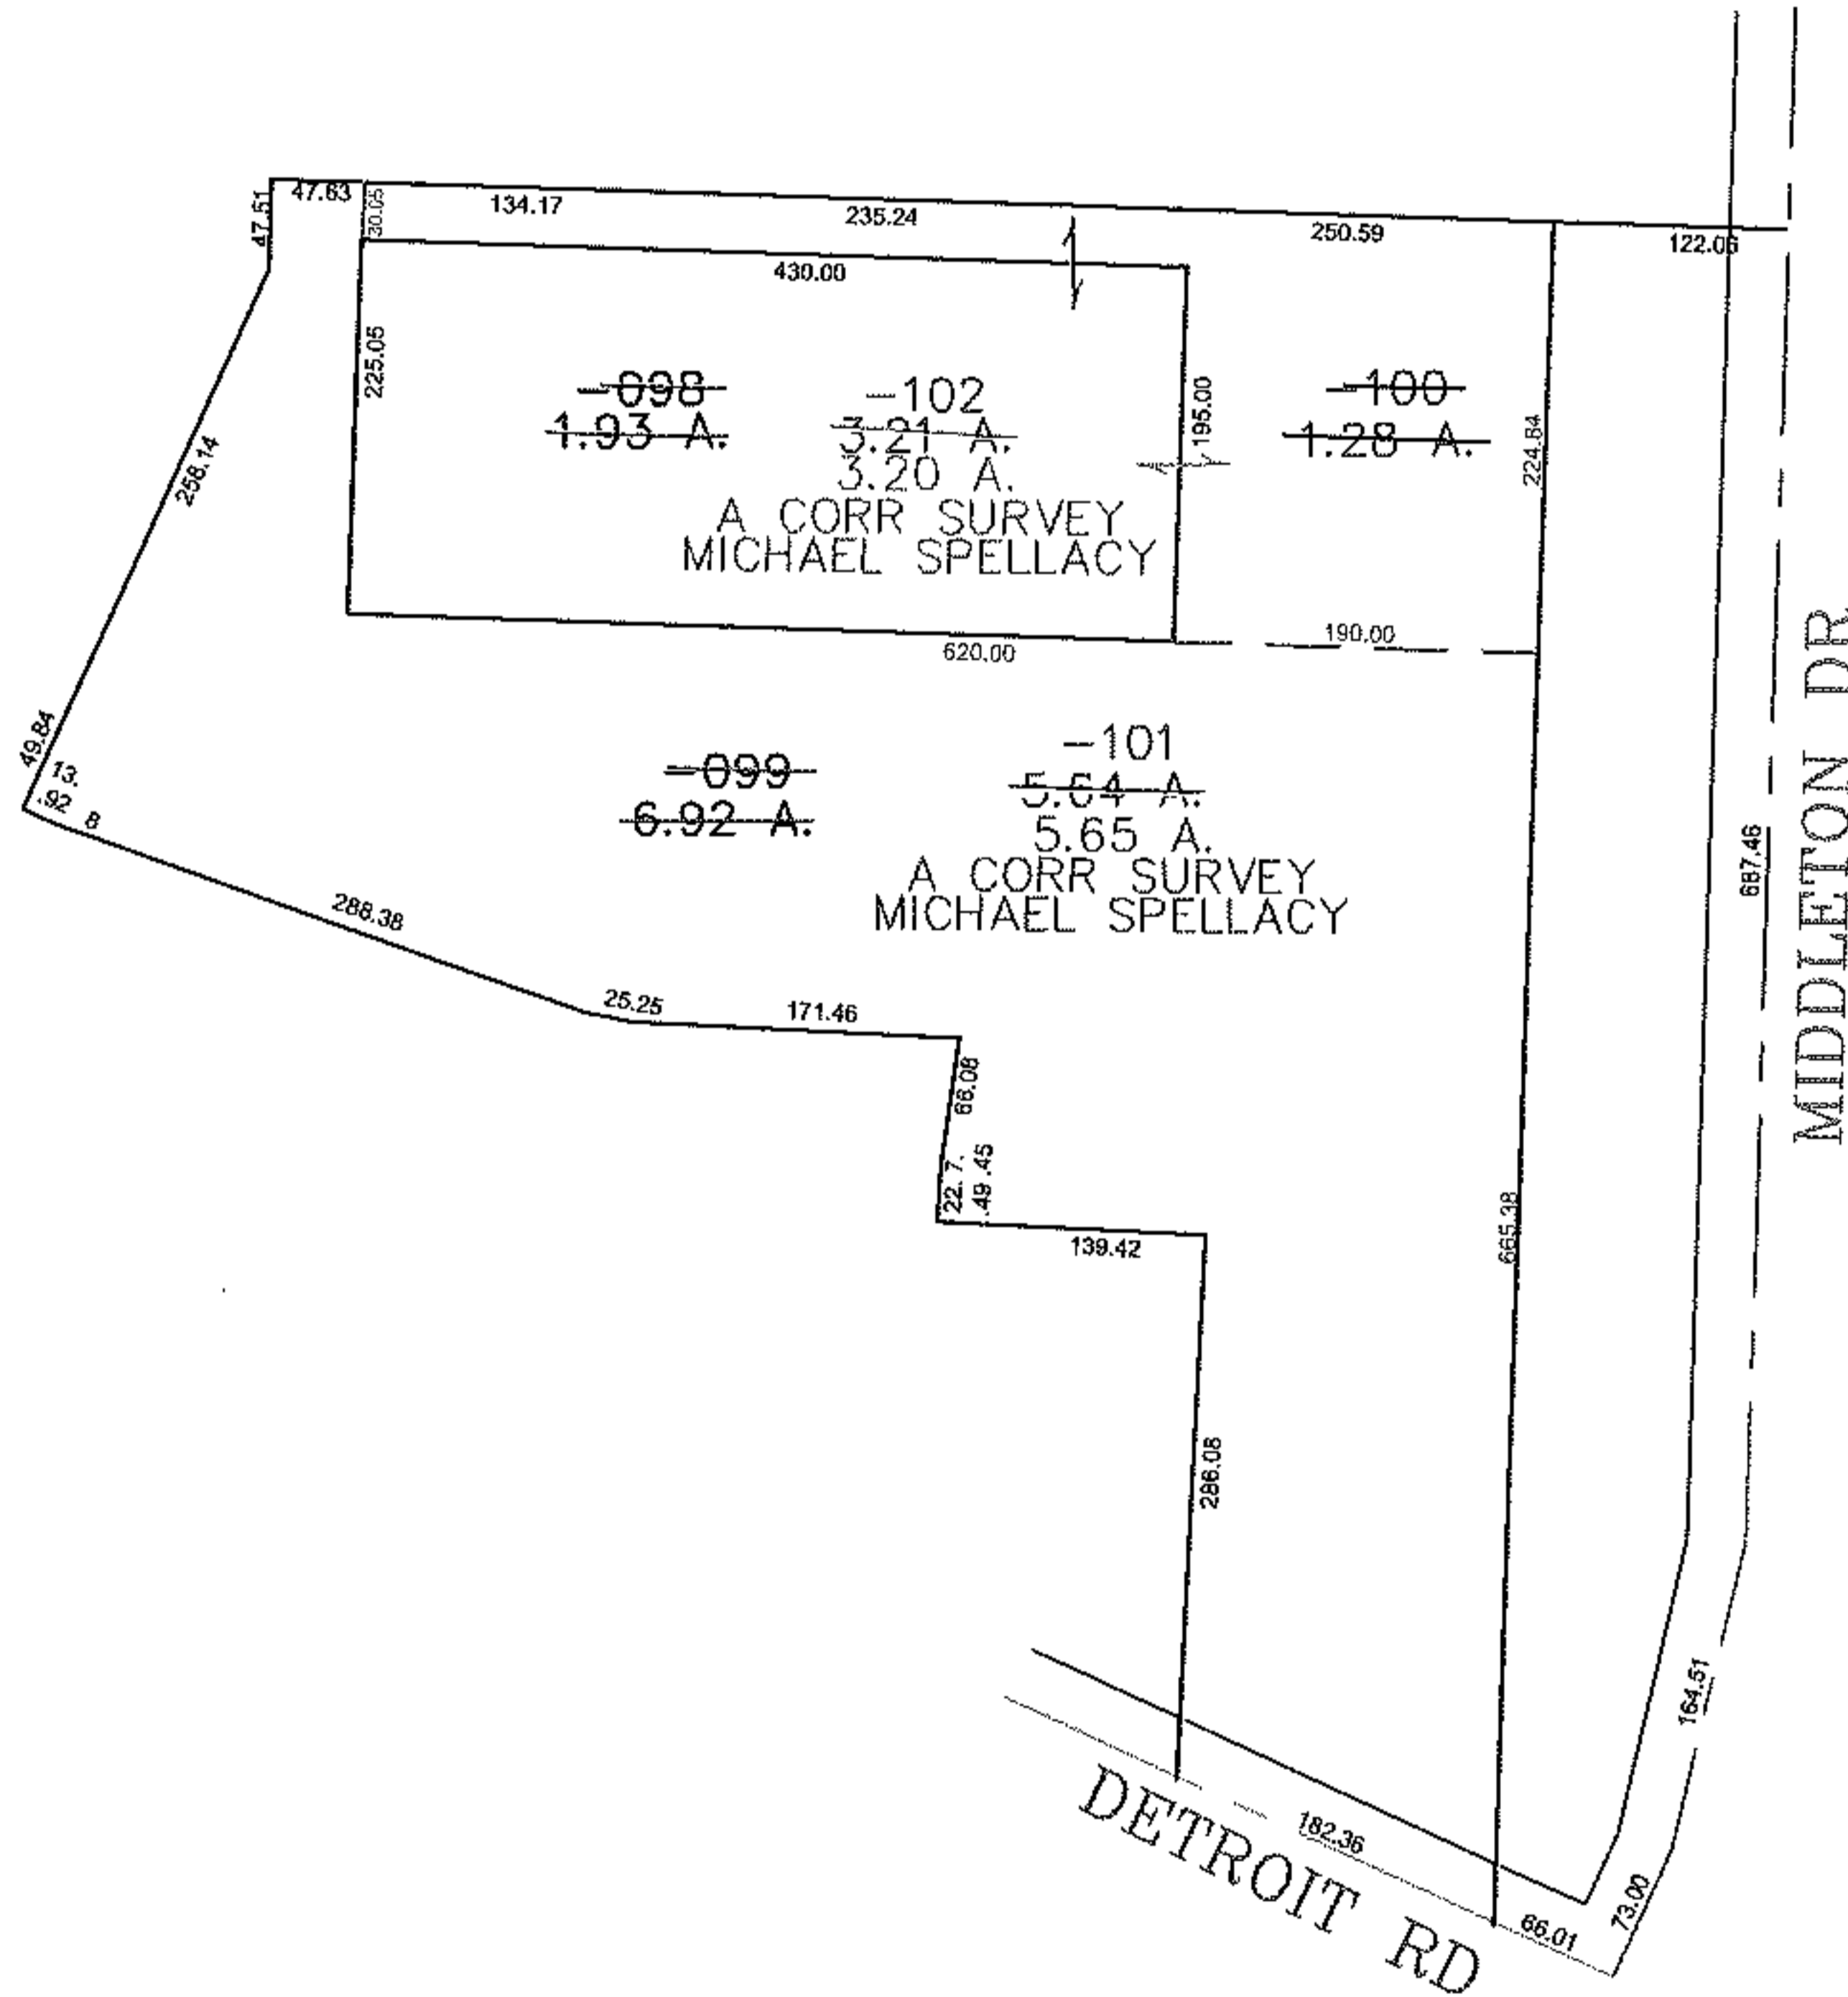 47.63
134.17
235.24
250.59
122.06
47.51
30.05
430.00
225.05
195.00
224.84
258.14
-098
1.93 A.
-102
3.21 A.
3.20 A.
A CORR SURVEY
MICHAEL SPELLACY
-100
1.28 A.
620.00
190.00
49.84
13.
.92 8
-099
6.92 A.
-101
5.64 A.
5.65 A.
A CORR SURVEY
MICHAEL SPELLACY
687.46
MIDDLETON DR
288.38
25.25
171.46
66.08
22. 7.
.49 .45
139.42
665.38
286.08
164.51
182.36
DETROIT RD
66.01
73.00